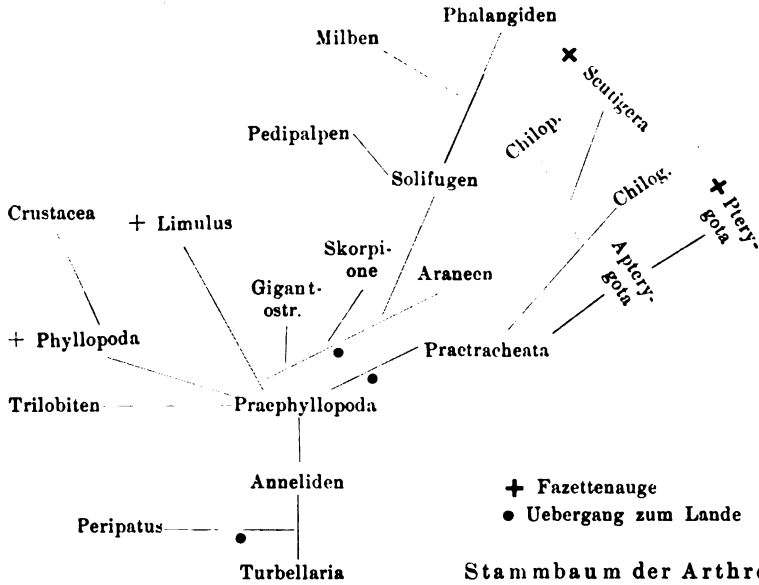 Phalangiden
Milben
Scutigera
Chilop.
Pedipalpen
Solifugen
Chilog.
Ptery-
gota
Crustacea
+ Limulus
Skorpi-
one
Araneen
Aptery-
gota
Gigant-
ostr.
+ Phyllopoda
Praetracheata
Trilobiten
Praephyllopoda
Anneliden
+ Fazettenauge
● Uebergang zum Lande
Peripatus
Turbellaria
Stammbaum der Arthro